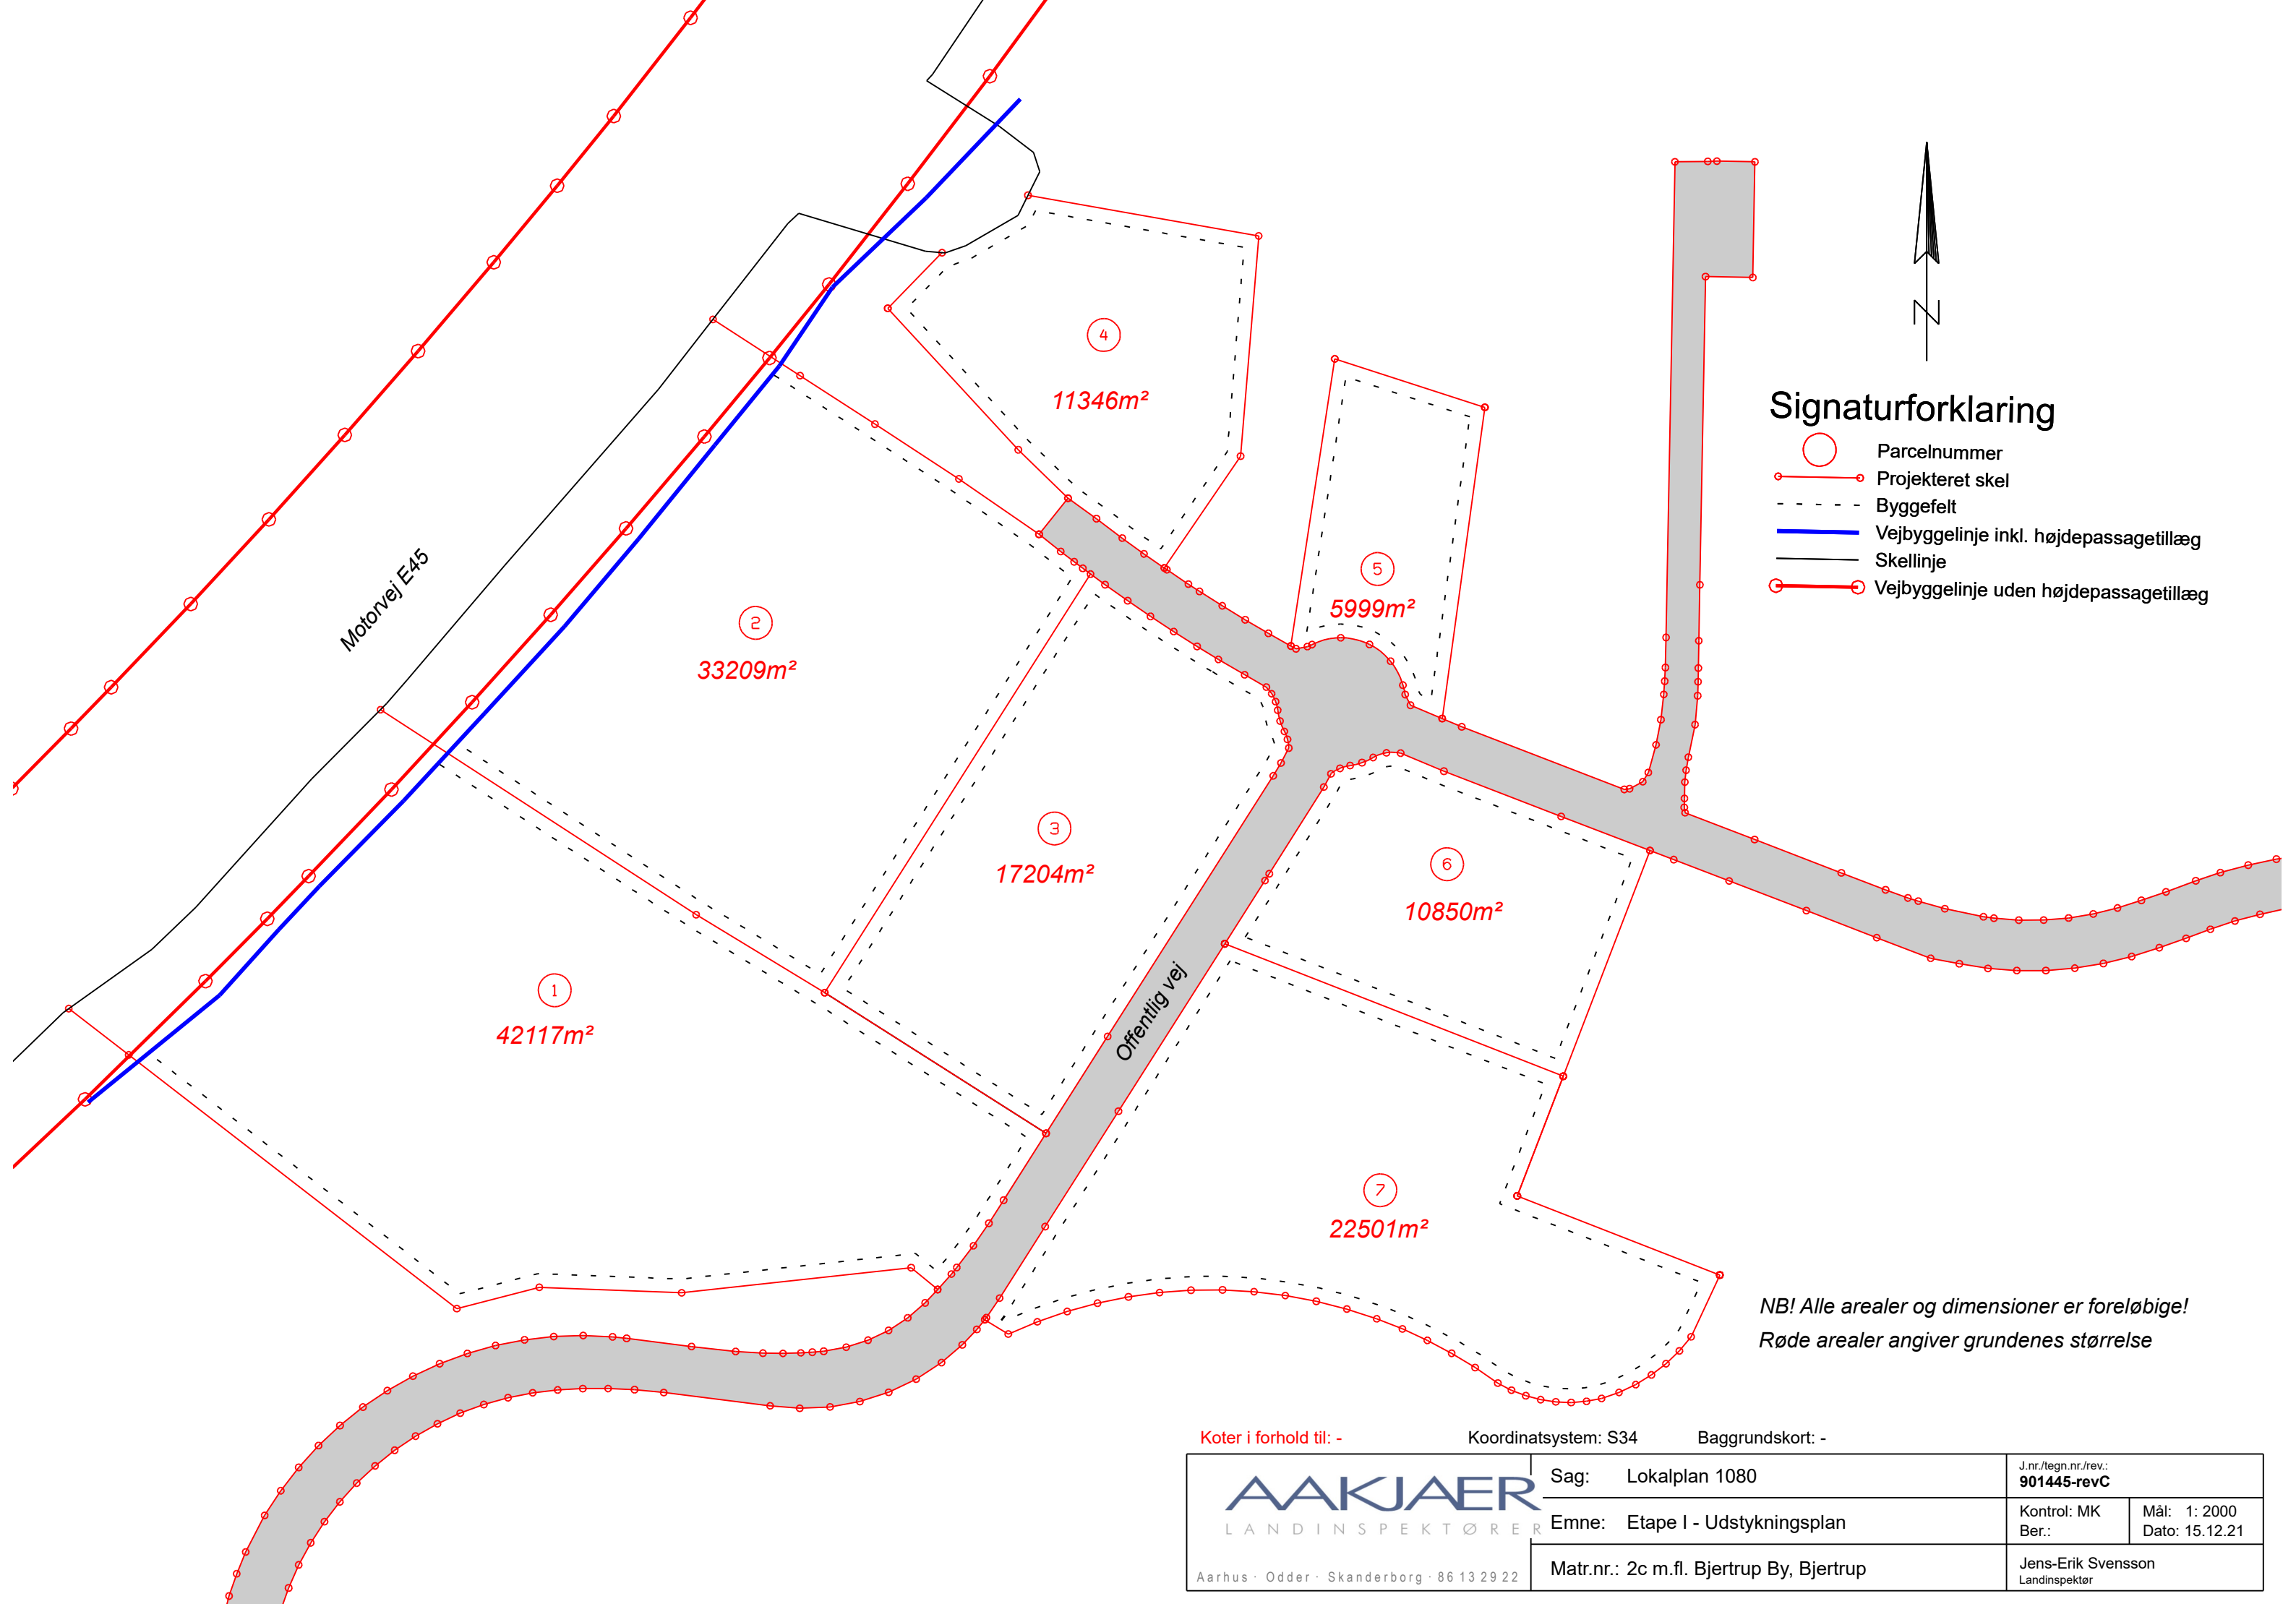 4
11346m²
Signaturforklaring
Parcelnummer
Projekteret skel
Byggefelt
Vejbyggelinje inkl. højdepassagetillæg
Skellinje
Vejbyggelinje uden højdepassagetillæg
N
Motorvej E45
5
5999m²
2
33209m²
3
17204m²
6
10850m²
1
42117m²
Offentlig vej
7
22501m²
NB! Alle arealer og dimensioner er foreløbige!
Røde arealer angiver grundenes størrelse
Koter i forhold til: - Koordinatsystem: S34 Baggrundskort: -
AAKJAER
LANDINSPEKTØRER
Aarhus · Odder · Skanderborg · 86 13 29 22
Sag: Lokalplan 1080
Emne: Etape I - Udstykningsplan
Matr.nr.: 2c m.fl. Bjertrup By, Bjertrup
J.nr./tegn.nr./rev.:
901445-revC
Kontrol: MK
Ber.:
Mål: 1: 2000
Dato: 15.12.21
Jens-Erik Svensson
Landinspektør